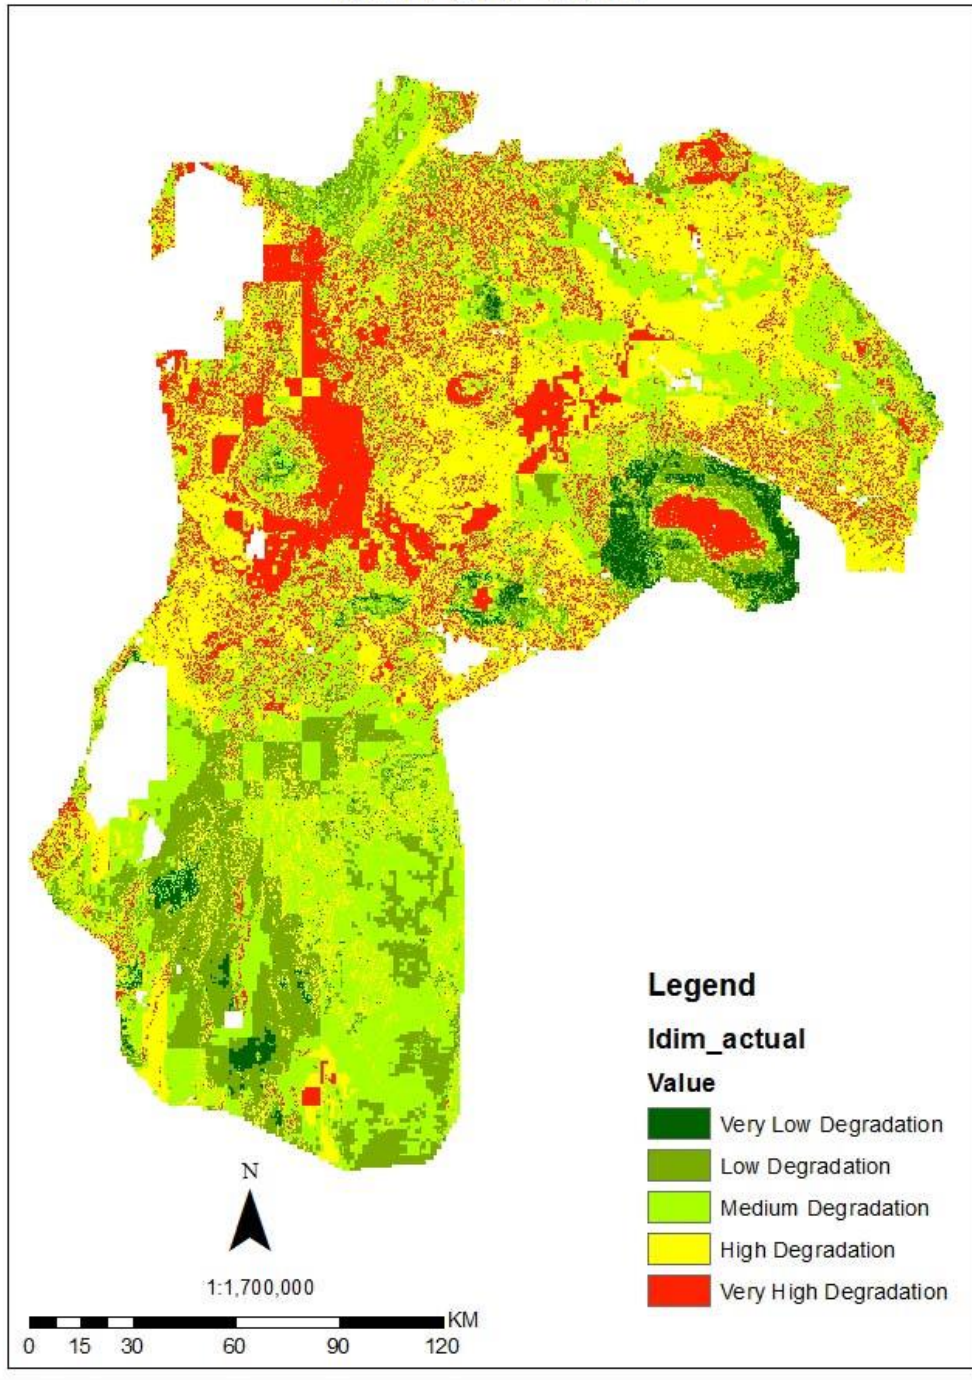 Legend
ldim_actual
Value
Very Low Degradation
Low Degradation
Medium Degradation
High Degradation
Very High Degradation
N
1:1,700,000
KM
0 15 30 60 90 120